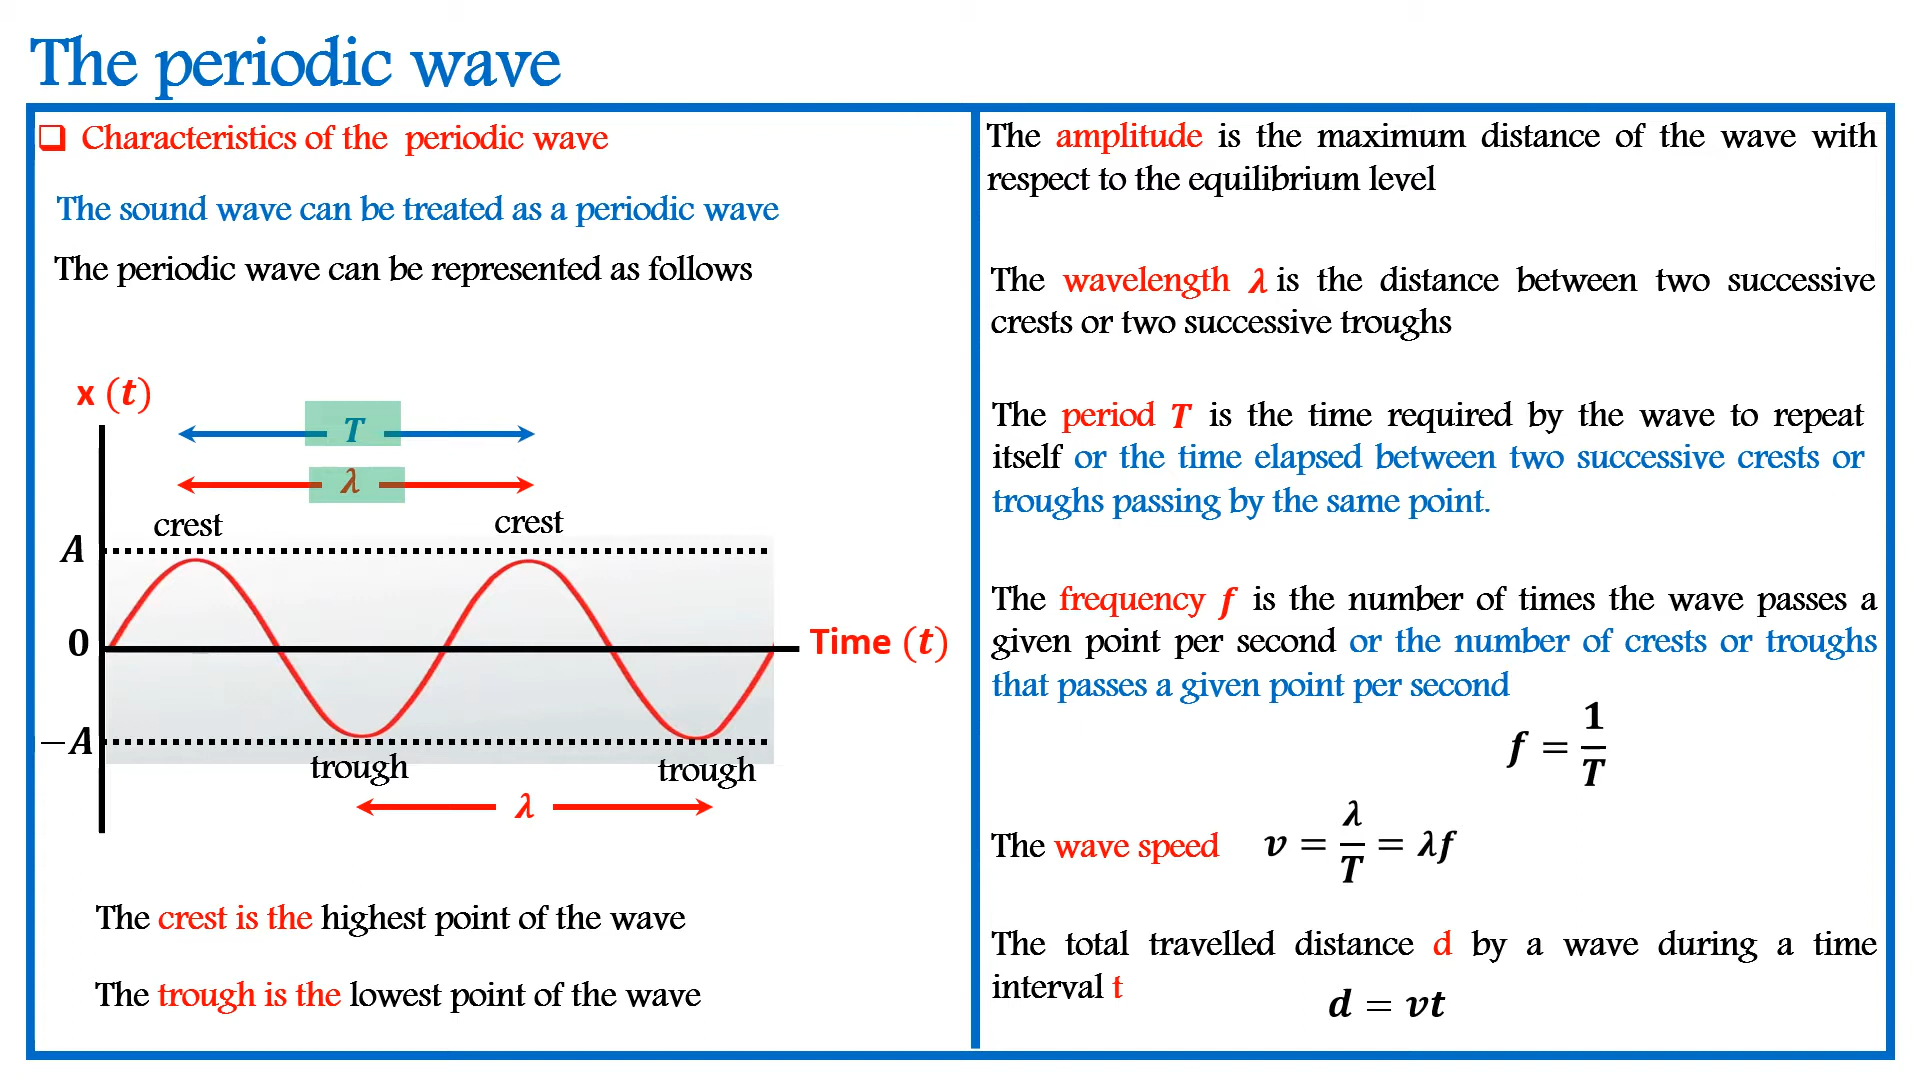 The periodic wave
❑ Characteristics of the periodic wave
The sound wave can be treated as a periodic wave
The periodic wave can be represented as follows
x (t)
T
λ
crest
crest
A
0
Time (t)
−A
trough
trough
λ
The crest is the highest point of the wave
The trough is the lowest point of the wave
The amplitude is the maximum distance of the wave with
respect to the equilibrium level
The wavelength λ is the distance between two successive
crests or two successive troughs
The period T is the time required by the wave to repeat
itself or the time elapsed between two successive crests or
troughs passing by the same point.
The frequency f is the number of times the wave passes a
given point per second or the number of crests or troughs
that passes a given point per second
f = 1/T
The wave speed v = λ/T = λf
The total travelled distance d by a wave during a time
interval t
d = vt